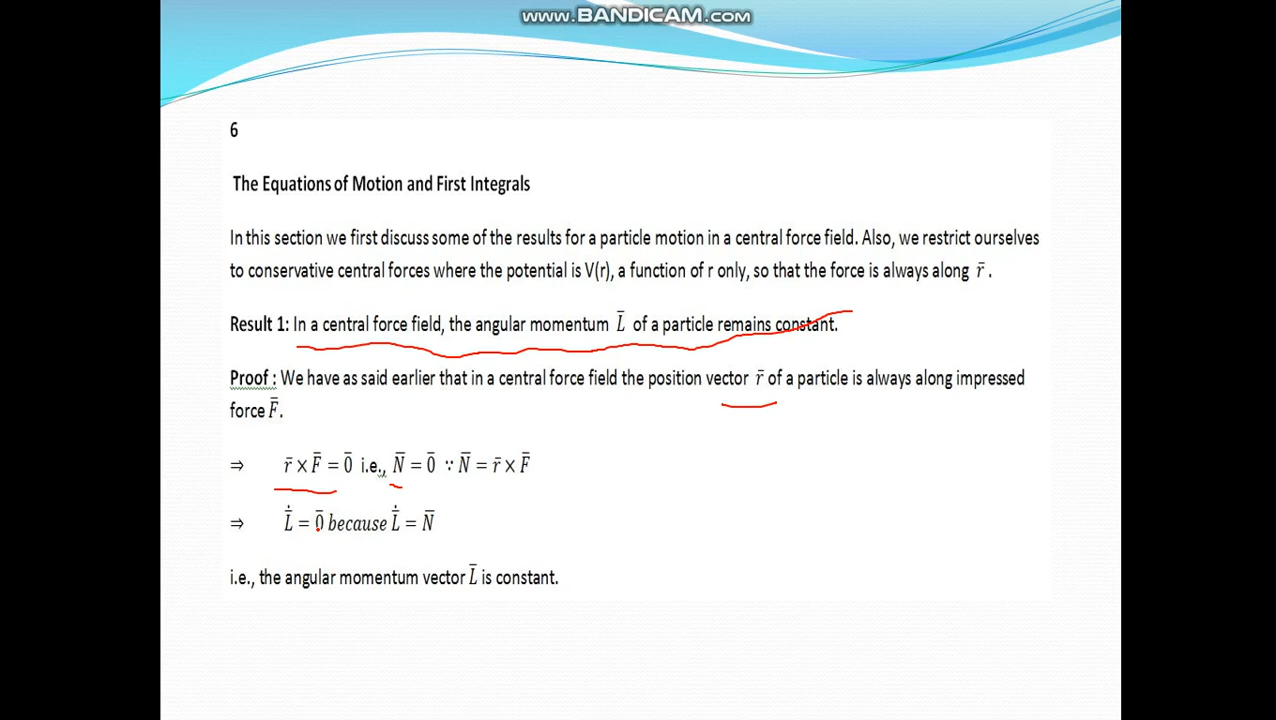 www.BANDICAM.com
6
The Equations of Motion and First Integrals
In this section we first discuss some of the results for a particle motion in a central force field. Also, we restrict ourselves
to conservative central forces where the potential is V(r), a function of r only, so that the force is always along r̄ .
Result 1: In a central force field, the angular momentum L̄ of a particle remains constant.
Proof : We have as said earlier that in a central force field the position vector r̄ of a particle is always along impressed
force F̄.
⇒ r̄ × F̄ = 0̄ i.e., N̄ = 0̄ ∵ N̄ = r̄ × F̄
⇒ L̄̇ = 0̄ because L̄̇ = N̄
i.e., the angular momentum vector L̄ is constant.